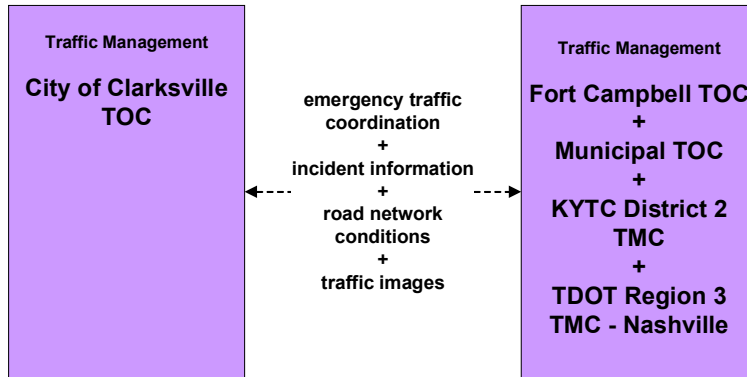 Traffic Management
City of Clarksville
TOC
emergency traffic
coordination
+
incident information
+
road network
conditions
+
traffic images
Traffic Management
Fort Campbell TOC
+
Municipal TOC
+
KYTC District 2
TMC
+
TDOT Region 3
TMC - Nashville